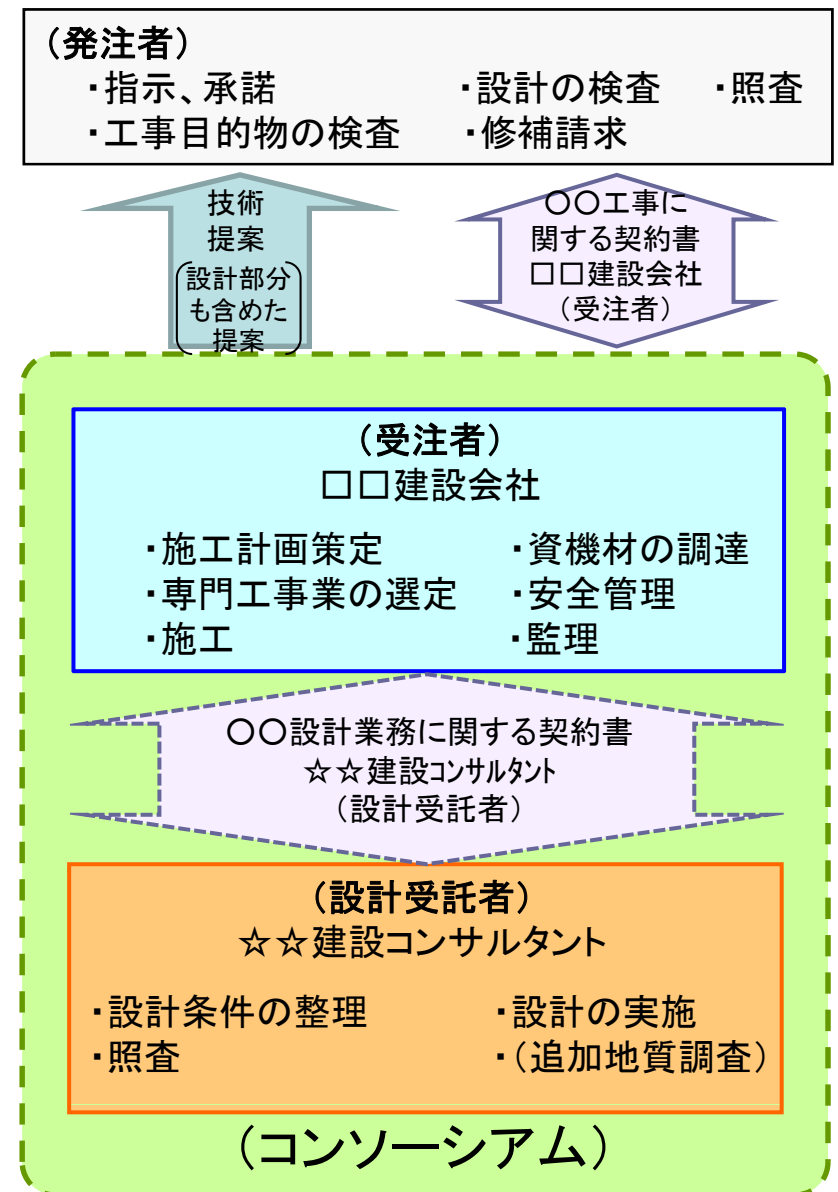 （発注者）
・指示、承諾　・設計の検査　・照査
・工事目的物の検査　・修補請求
技術
提案
設計部分
も含めた
提案
〇〇工事に
関する契約書
□□建設会社
（受注者）
（受注者）
□□建設会社
・施工計画策定　・資機材の調達
・専門工事業の選定　・安全管理
・施工　・監理
〇〇設計業務に関する契約書
☆☆建設コンサルタント
（設計受託者）
（設計受託者）
☆☆建設コンサルタント
・設計条件の整理　・設計の実施
・照査　・（追加地質調査）
（コンソーシアム）